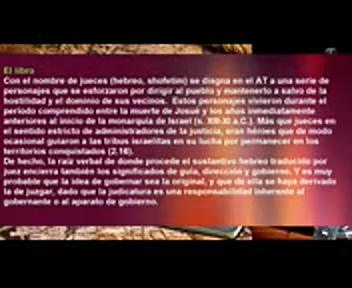 El libro
Con el nombre de jueces (hebreo, shofetim) se disgna en el AT a una serie de
personajes que se esforzaron por dirigir al pueblo y mantenerlo a salvo de la
hostilidad y el dominio de sus vecinos. Estos personajes vivieron durante el
período comprendido entre la muerte de Josué y los años inmediatamente
anteriores al inicio de la monarquía de Israel (s. XIII-XI a.C.). Más que jueces en
el sentido estricto de administradores de la justicia, eran héroes que de modo
ocasional guiaron a las tribus israelitas en su lucha por permanecer en los
territorios conquistados (2.16).
De hecho, la raíz verbal de donde procede el sustantivo hebreo traducido por
juez encierra también los significados de guía, dirección y gobierno. Y es muy
probable que la idea de gobernar sea la original, y que de ella se haya derivado
la de juzgar, dado que la judicatura es una responsabilidad inherente al
gobernante o al aparato de gobierno.